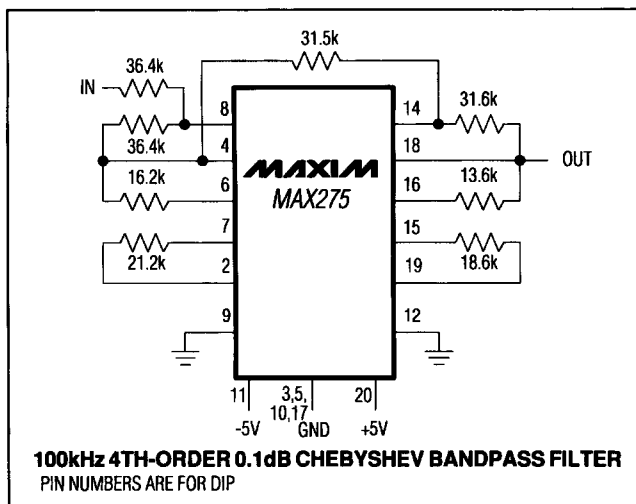 31.5k
36.4k
IN
8
14
31.6k
36.4k
4
18
OUT
MAXIM
MAX275
16.2k
6
16
13.6k
7
15
21.2k
2
19
18.6k
9
12
11
3,5,
10,17
20
-5V
GND
+5V
100kHz 4TH-ORDER 0.1dB CHEBYSHEV BANDPASS FILTER
PIN NUMBERS ARE FOR DIP